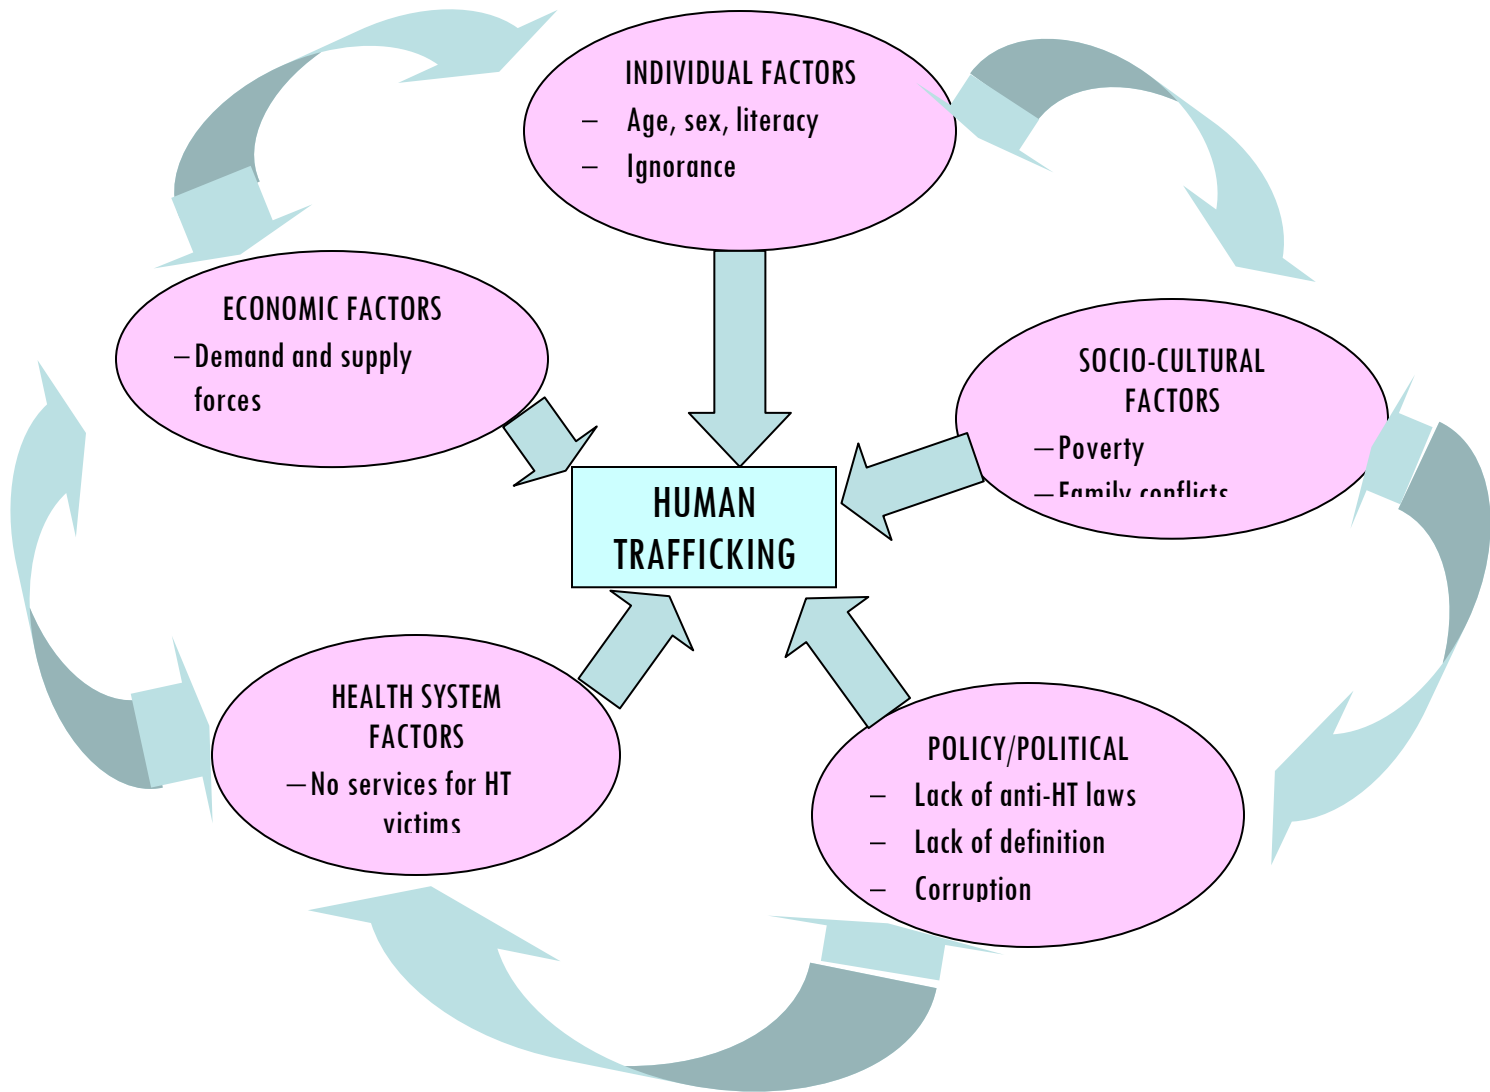 INDIVIDUAL FACTORS
– Age, sex, literacy
– Ignorance
ECONOMIC FACTORS
– Demand and supply
forces
SOCIO-CULTURAL
FACTORS
– Poverty
– Family conflicts
HUMAN
TRAFFICKING
HEALTH SYSTEM
FACTORS
– No services for HT
victims
POLICY/POLITICAL
– Lack of anti-HT laws
– Lack of definition
– Corruption